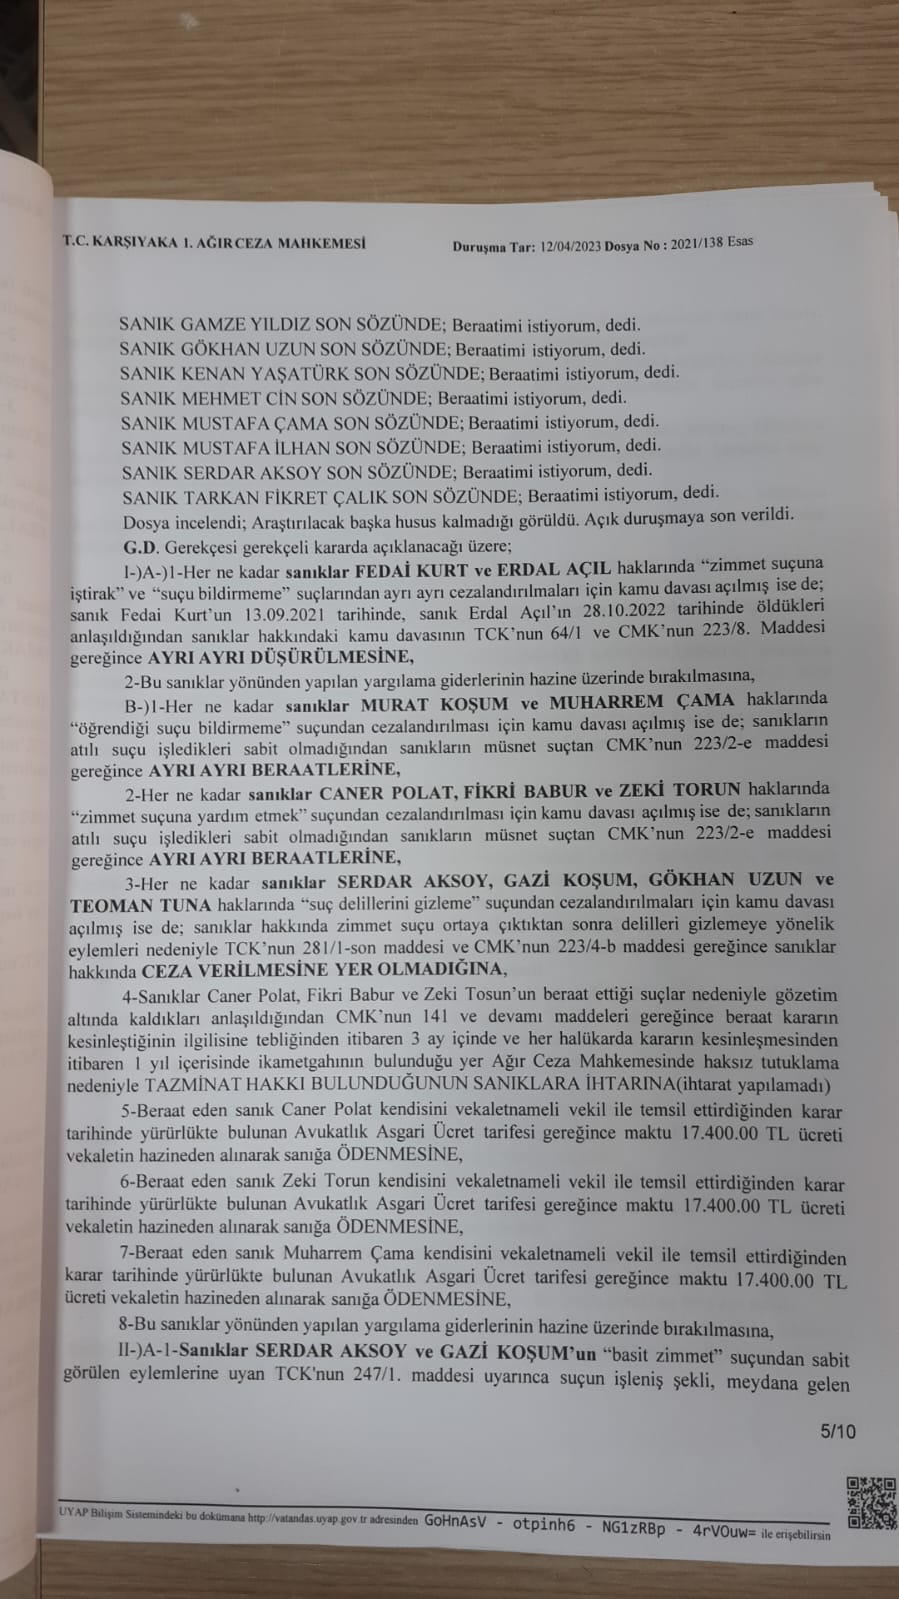 T.C. KARŞIYAKA 1. AĞIR CEZA MAHKEMESİ Duruşma Tar: 12/04/2023 Dosya No : 2021/138 Esas
SANIK GAMZE YILDIZ SON SÖZÜNDE; Beraatimi istiyorum, dedi.
SANIK GÖKHAN UZUN SON SÖZÜNDE; Beraatimi istiyorum, dedi.
SANIK KENAN YAŞATÜRK SON SÖZÜNDE; Beraatimi istiyorum, dedi.
SANIK MEHMET CİN SON SÖZÜNDE; Beraatimi istiyorum, dedi.
SANIK MUSTAFA ÇAMA SON SÖZÜNDE; Beraatimi istiyorum, dedi.
SANIK MUSTAFA İLHAN SON SÖZÜNDE; Beraatimi istiyorum, dedi.
SANIK SERDAR AKSOY SON SÖZÜNDE; Beraatimi istiyorum, dedi.
SANIK TARKAN FİKRET ÇALIK SON SÖZÜNDE; Beraatimi istiyorum, dedi.
Dosya incelendi; Araştırılacak başka husus kalmadığı görüldü. Açık duruşmaya son verildi.
G.D. Gerekçesi gerekçeli kararda açıklanacağı üzere;
I-)A-)1-Her ne kadar sanıklar FEDAİ KURT ve ERDAL AÇIL haklarında “zimmet suçuna
iştirak” ve “suçu bildirmeme” suçlarından ayrı ayrı cezalandırılmaları için kamu davası açılmış ise de;
sanık Fedai Kurt’un 13.09.2021 tarihinde, sanık Erdal Açıl’ın 28.10.2022 tarihinde öldükleri
anlaşıldığından sanıklar hakkındaki kamu davasının TCK’nun 64/1 ve CMK’nun 223/8. Maddesi
gereğince AYRI AYRI DÜŞÜRÜLMESİNE,
2-Bu sanıklar yönünden yapılan yargılama giderlerinin hazine üzerinde bırakılmasına,
B-)1-Her ne kadar sanıklar MURAT KOŞUM ve MUHARREM ÇAMA haklarında
“öğrendiği suçu bildirmeme” suçundan cezalandırılması için kamu davası açılmış ise de; sanıkların
atılı suçu işledikleri sabit olmadığından sanıkların müsnet suçtan CMK’nun 223/2-e maddesi
gereğince AYRI AYRI BERAATLERİNE,
2-Her ne kadar sanıklar CANER POLAT, FİKRİ BABUR ve ZEKİ TORUN haklarında
“zimmet suçuna yardım etmek” suçundan cezalandırılması için kamu davası açılmış ise de; sanıkların
atılı suçu işledikleri sabit olmadığından sanıkların müsnet suçtan CMK’nun 223/2-e maddesi
gereğince AYRI AYRI BERAATLERİNE,
3-Her ne kadar sanıklar SERDAR AKSOY, GAZİ KOŞUM, GÖKHAN UZUN ve
TEOMAN TUNA haklarında “suç delillerini gizleme” suçundan cezalandırılmaları için kamu davası
açılmış ise de; sanıklar hakkında zimmet suçu ortaya çıktıktan sonra delilleri gizlemeye yönelik
eylemleri nedeniyle TCK’nun 281/1-son maddesi ve CMK’nun 223/4-b maddesi gereğince sanıklar
hakkında CEZA VERİLMESİNE YER OLMADIĞINA,
4-Sanıklar Caner Polat, Fikri Babur ve Zeki Tosun’un beraat ettiği suçlar nedeniyle gözetim
altında kaldıkları anlaşıldığından CMK’nun 141 ve devamı maddeleri gereğince beraat kararın
kesinleştiğinin ilgilisine tebliğinden itibaren 3 ay içinde ve her halükarda kararın kesinleşmesinden
itibaren 1 yıl içerisinde ikametgahının bulunduğu yer Ağır Ceza Mahkemesinde haksız tutuklama
nedeniyle TAZMİNAT HAKKI BULUNDUĞUNUN SANIKLARA İHTARINA(ihtarat yapılamadı)
5-Beraat eden sanık Caner Polat kendisini vekaletnameli vekil ile temsil ettirdiğinden karar
tarihinde yürürlükte bulunan Avukatlık Asgari Ücret tarifesi gereğince maktu 17.400.00 TL ücreti
vekaletin hazineden alınarak sanığa ÖDENMESİNE,
6-Beraat eden sanık Zeki Torun kendisini vekaletnameli vekil ile temsil ettirdiğinden karar
tarihinde yürürlükte bulunan Avukatlık Asgari Ücret tarifesi gereğince maktu 17.400.00 TL ücreti
vekaletin hazineden alınarak sanığa ÖDENMESİNE,
7-Beraat eden sanık Muharrem Çama kendisini vekaletnameli vekil ile temsil ettirdiğinden
karar tarihinde yürürlükte bulunan Avukatlık Asgari Ücret tarifesi gereğince maktu 17.400.00 TL
ücreti vekaletin hazineden alınarak sanığa ÖDENMESİNE,
8-Bu sanıklar yönünden yapılan yargılama giderlerinin hazine üzerinde bırakılmasına,
II-)A-1-Sanıklar SERDAR AKSOY ve GAZİ KOŞUM’un “basit zimmet” suçundan sabit
görülen eylemlerine uyan TCK'nun 247/1. maddesi uyarınca suçun işleniş şekli, meydana gelen
5/10
UYAP Bilişim Sistemindeki bu dokümana http://vatandas.uyap.gov.tr adresinden GoHnAsV - otpinh6 - NG1zRBp - 4rVOuw= ile erişebilirsin